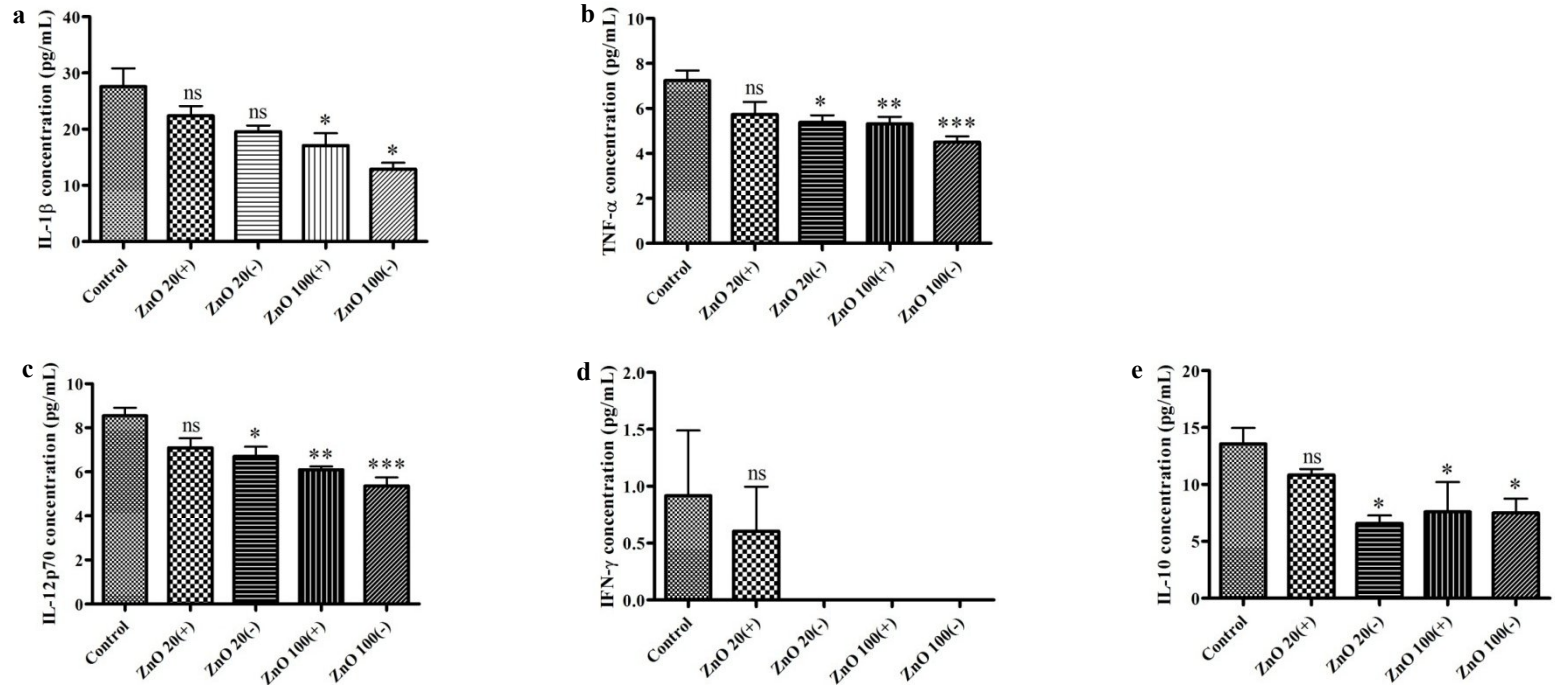 a
IL-1β concentration (pg/mL)
40
30
20
10
0
ns
ns
*
*
Control
ZnO 20(+)
ZnO 20(-)
ZnO 100(+)
ZnO 100(-)
b
TNF-α concentration (pg/mL)
10
8
6
4
2
0
ns
*
**
***
Control
ZnO 20(+)
ZnO 20(-)
ZnO 100(+)
ZnO 100(-)
c
IL-12p70 concentration (pg/mL)
10
8
6
4
2
0
ns
*
**
***
Control
ZnO 20(+)
ZnO 20(-)
ZnO 100(+)
ZnO 100(-)
d
IFN-γ concentration (pg/mL)
2.0
1.5
1.0
0.5
0.0
ns
Control
ZnO 20(+)
ZnO 20(-)
ZnO 100(+)
ZnO 100(-)
e
IL-10 concentration (pg/mL)
20
15
10
5
0
ns
*
*
*
Control
ZnO 20(+)
ZnO 20(-)
ZnO 100(+)
ZnO 100(-)